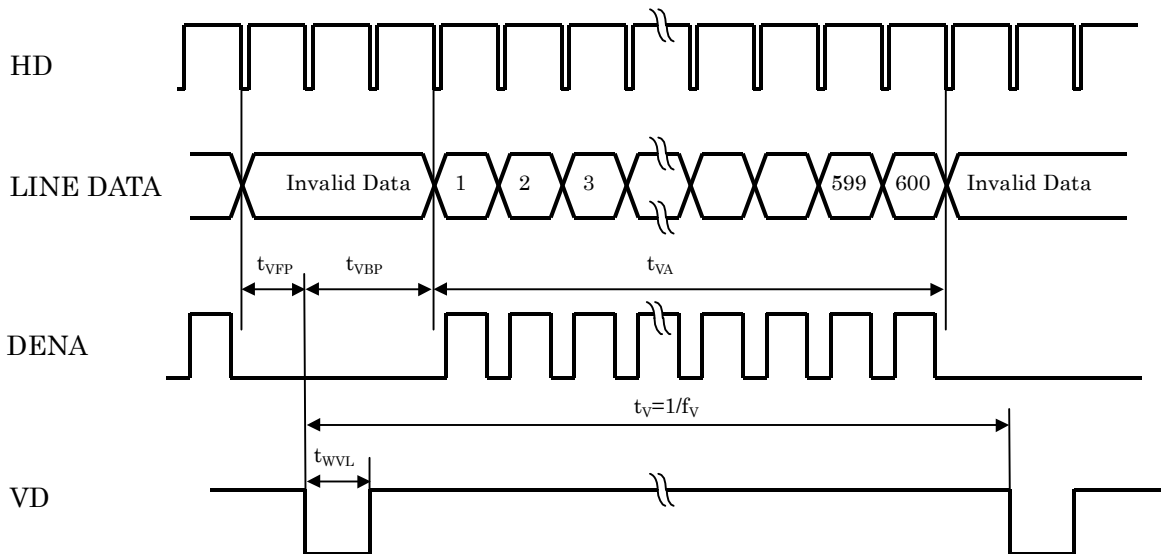 HD
LINE DATA
Invalid Data 1 2 3 599 600 Invalid Data
tVFP tVBP tVA
DENA
tV=1/fV
tWVL
VD